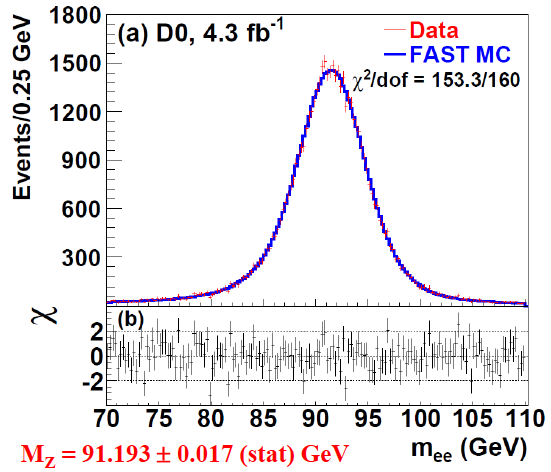 (a) D0, 4.3 fb⁻¹
Data
FAST MC
χ²/dof = 153.3/160
Events/0.25 GeV
1800
1500
1200
900
600
300
(b)
χ
2
0
-2
70 75 80 85 90 95 100 105 110
mₑₑ (GeV)
M_Z = 91.193 ± 0.017 (stat) GeV